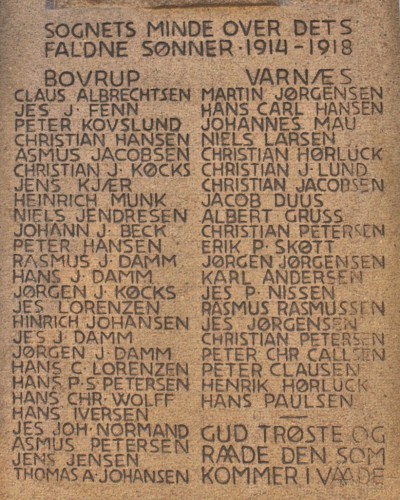 SOGNETS MINDE OVER DETS
FALDNE SØNNER · 1914 - 1918
BOVRUP
CLAUS ALBRECHTSEN
JES J · FENN
PETER KOVSLUND
CHRISTIAN HANSEN
ASMUS JACOBSEN
CHRISTIAN J · KØCKS
JENS KJÆR
HEINRICH MUNK
NIELS JENDRESEN
JOHANN J · BECK
PETER HANSEN
RASMUS J · DAMM
HANS J · DAMM
JØRGEN J · KØCKS
JES LORENZEN
HINRICH JOHANSEN
JES J DAMM
JØRGEN J · DAMM
HANS C · LORENZEN
HANS P · S PETERSEN
HANS CHR · WOLFF
HANS IVERSEN
JES JOH · NORMAND
ASMUS PETERSEN
JENS JENSEN
THOMAS A · JOHANSEN
VARNÆS
MARTIN JØRGENSEN
HANS CARL HANSEN
JOHANNES MAU
NIELS LARSEN
CHRISTIAN HØRLÜCK
CHRISTIAN J · LUND
CHRISTIAN JACOBSEN
JACOB DUUS
ALBERT GRUSS
CHRISTIAN PETERSEN
ERIK P · SKØTT
JØRGEN JØRGENSEN
KARL ANDERSEN
JES P · NISSEN
RASMUS RASMUSSEN
JES JØRGENSEN
CHRISTIAN PETERSEN
PETER CHR CALLSEN
PETER CLAUSEN
HENRIK HØRLÜCK
HANS PAULSEN
GUD TRØSTE OG
RAADE DEN SOM
KOMMER I VAADE